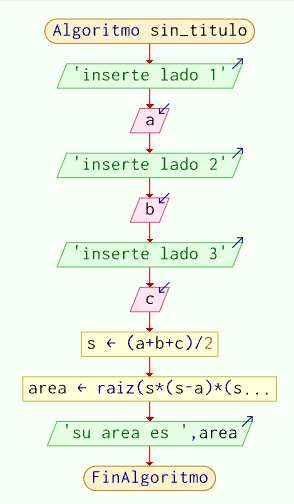 Algoritmo sin_titulo
'inserte lado 1'
a
'inserte lado 2'
b
'inserte lado 3'
c
s ← (a+b+c)/2
area ← raiz(s*(s-a)*(s...
'su area es ',area
FinAlgoritmo